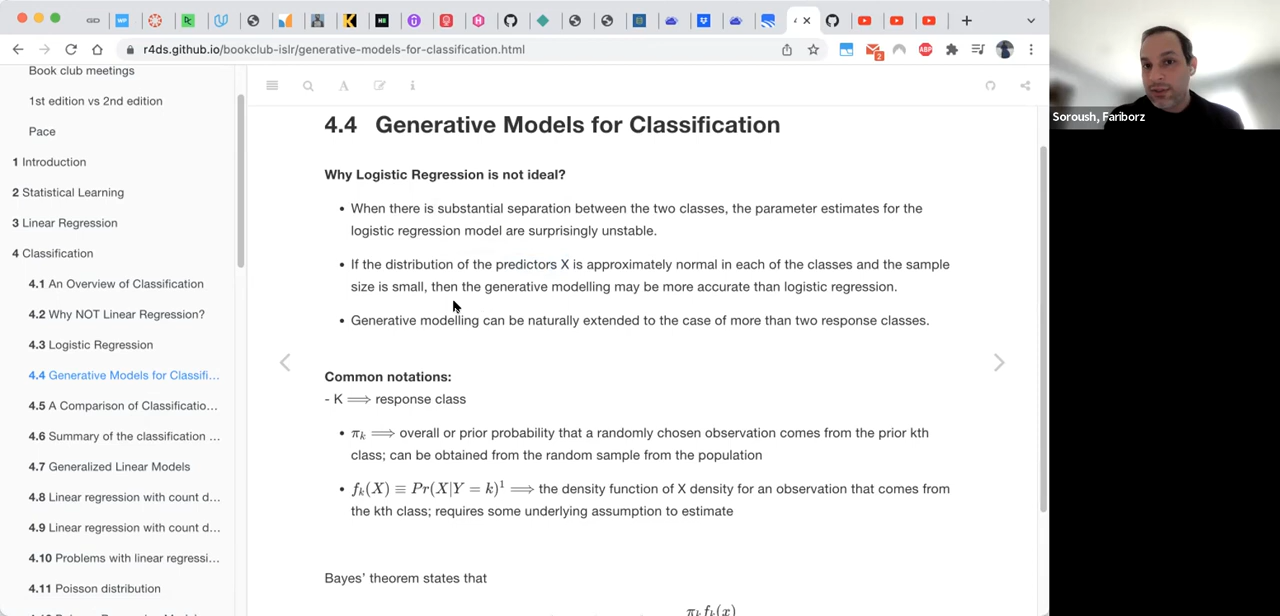 r4ds.github.io/bookclub-islr/generative-models-for-classification.html
2
ABP
Book club meetings
1st edition vs 2nd edition
Pace
1 Introduction
2 Statistical Learning
3 Linear Regression
4 Classification
4.1 An Overview of Classification
4.2 Why NOT Linear Regression?
4.3 Logistic Regression
4.4 Generative Models for Classifi...
4.5 A Comparison of Classificatio...
4.6 Summary of the classification ...
4.7 Generalized Linear Models
4.8 Linear regression with count d...
4.9 Linear regression with count d...
4.10 Problems with linear regressi...
4.11 Poisson distribution
4.4 Generative Models for Classification
Why Logistic Regression is not ideal?
• When there is substantial separation between the two classes, the parameter estimates for the
logistic regression model are surprisingly unstable.
• If the distribution of the predictors X is approximately normal in each of the classes and the sample
size is small, then the generative modelling may be more accurate than logistic regression.
• Generative modelling can be naturally extended to the case of more than two response classes.
Common notations:
- K ⟹ response class
• πk ⟹ overall or prior probability that a randomly chosen observation comes from the prior kth
class; can be obtained from the random sample from the population
• fk(X) ≡ Pr(X|Y = k)¹ ⟹ the density function of X density for an observation that comes from
the kth class; requires some underlying assumption to estimate
Bayes' theorem states that
πk fk(x)
Soroush, Fariborz